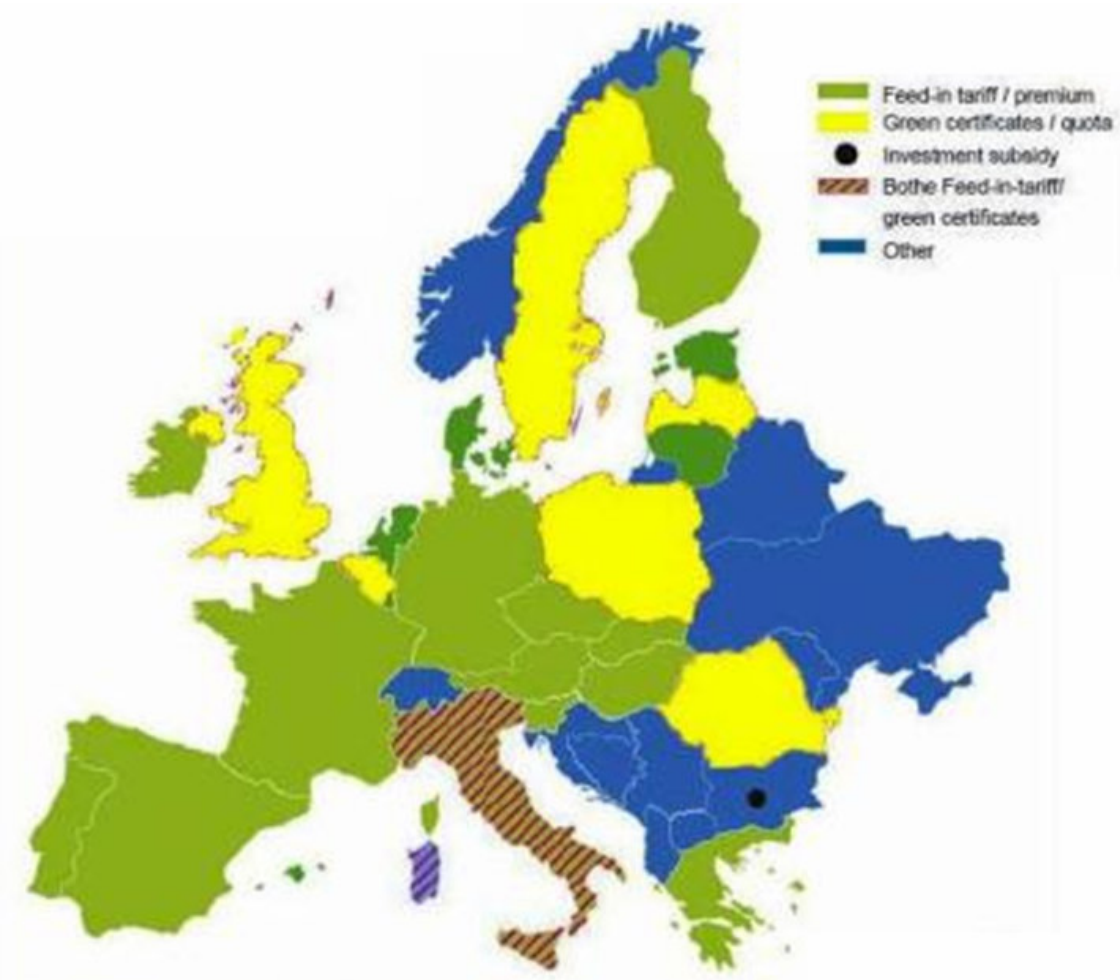 Feed-in tariff / premium
Green certificates / quota
Investment subsidy
Bothe Feed-in-tariff/
green certificates
Other